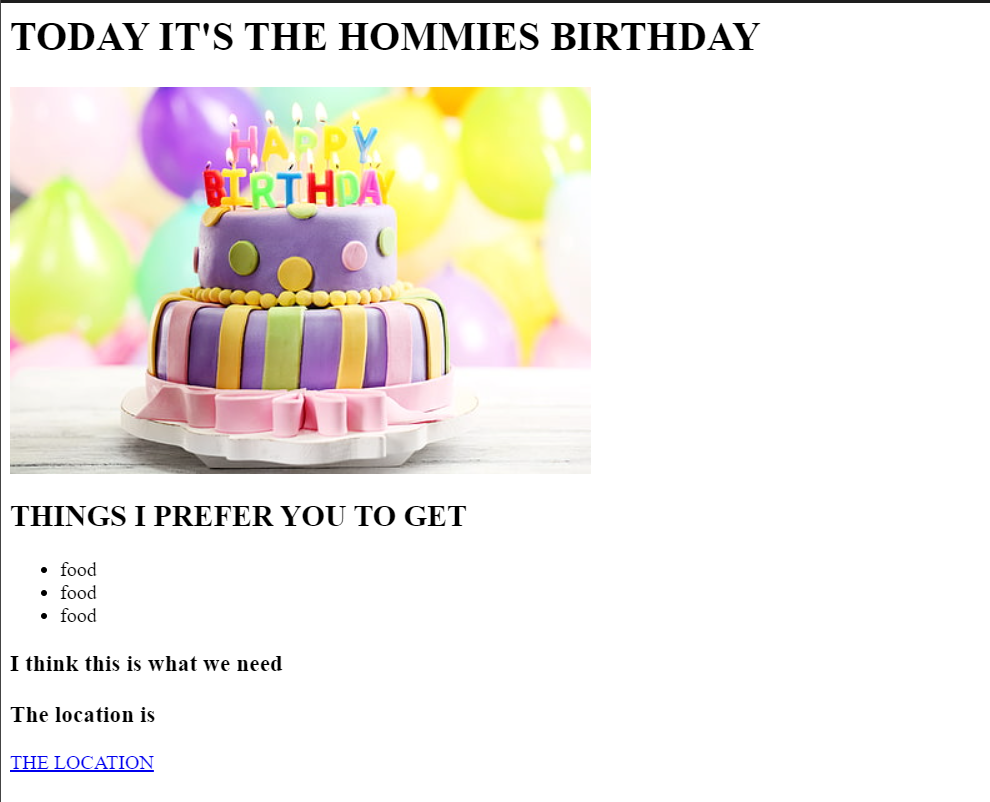 TODAY IT'S THE HOMMIES BIRTHDAY
HAPPY
BIRTHDAY
THINGS I PREFER YOU TO GET
food
food
food
I think this is what we need
The location is
THE LOCATION